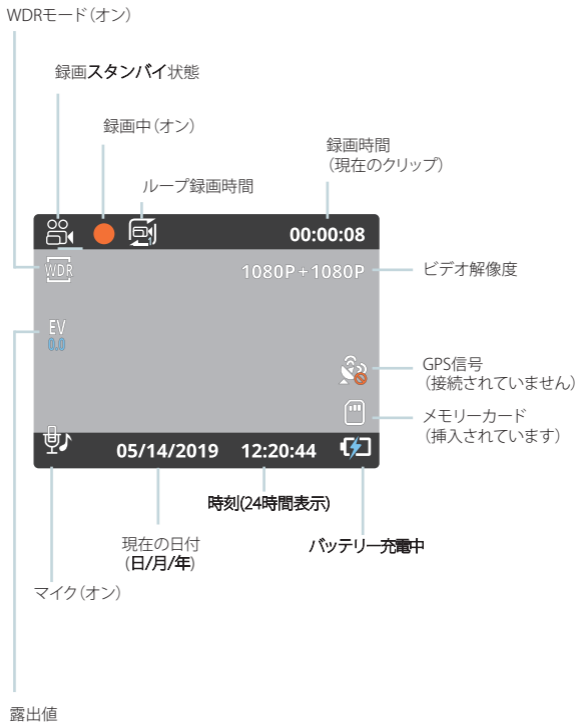 WDRモード（オン）
録画スタンバイ状態
録画中（オン）
録画時間
（現在のクリップ）
ループ録画時間
00:00:08
WDR
1080P+1080P
ビデオ解像度
EV
0.0
GPS信号
（接続されていません）
メモリーカード
（挿入されています）
05/14/2019 12:20:44
時刻(24時間表示)
現在の日付
(日/月/年)
バッテリー充電中
マイク（オン）
露出値